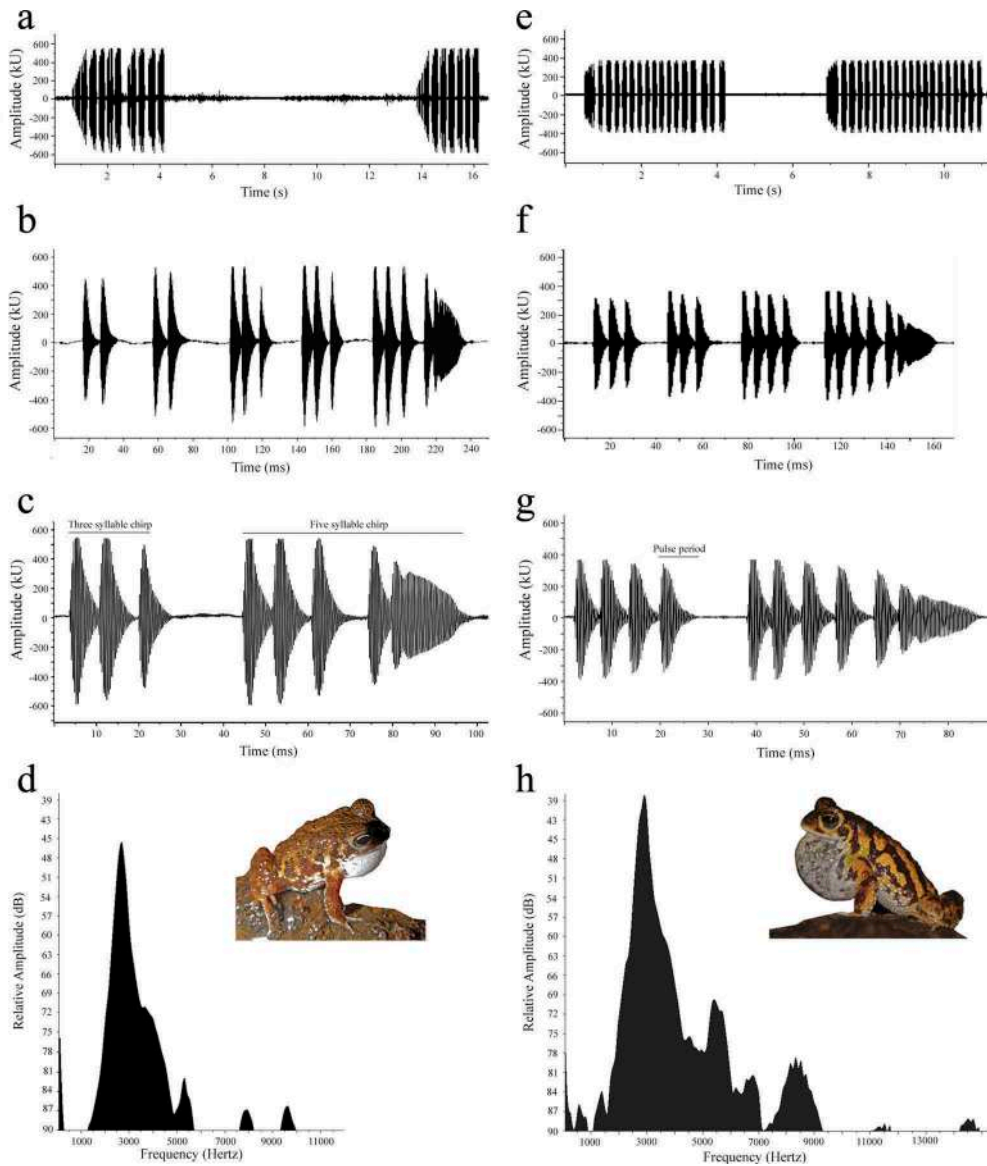 a
Amplitude (kU)
600
400
200
0
-200
-400
-600
2 4 6 8 10 12 14 16
Time (s)
e
Amplitude (kU)
600
400
200
0
-200
-400
-600
2 4 6 8 10
Time (s)
b
Amplitude (kU)
600
400
200
0
-200
-400
-600
20 40 60 80 100 120 140 160 180 200 220 240
Time (ms)
f
Amplitude (kU)
600
400
200
0
-200
-400
-600
20 40 60 80 100 120 140 160
Time (ms)
c
Three syllable chirp
Five syllable chirp
Amplitude (kU)
600
400
200
0
-200
-400
-600
10 20 30 40 50 60 70 80 90 100
Time (ms)
g
Pulse period
Amplitude (kU)
600
400
200
0
-200
-400
-600
10 20 30 40 50 60 70 80
Time (ms)
d
Relative Amplitude (dB)
39
45
48
51
54
57
60
63
66
69
72
75
78
81
84
87
90
1000 3000 5000 7000 9000 11000
Frequency (Hertz)
h
Relative Amplitude (dB)
39
45
48
51
54
57
60
63
66
69
72
75
78
81
84
87
90
1000 3000 5000 7000 9000 11000 13000
Frequency (Hertz)